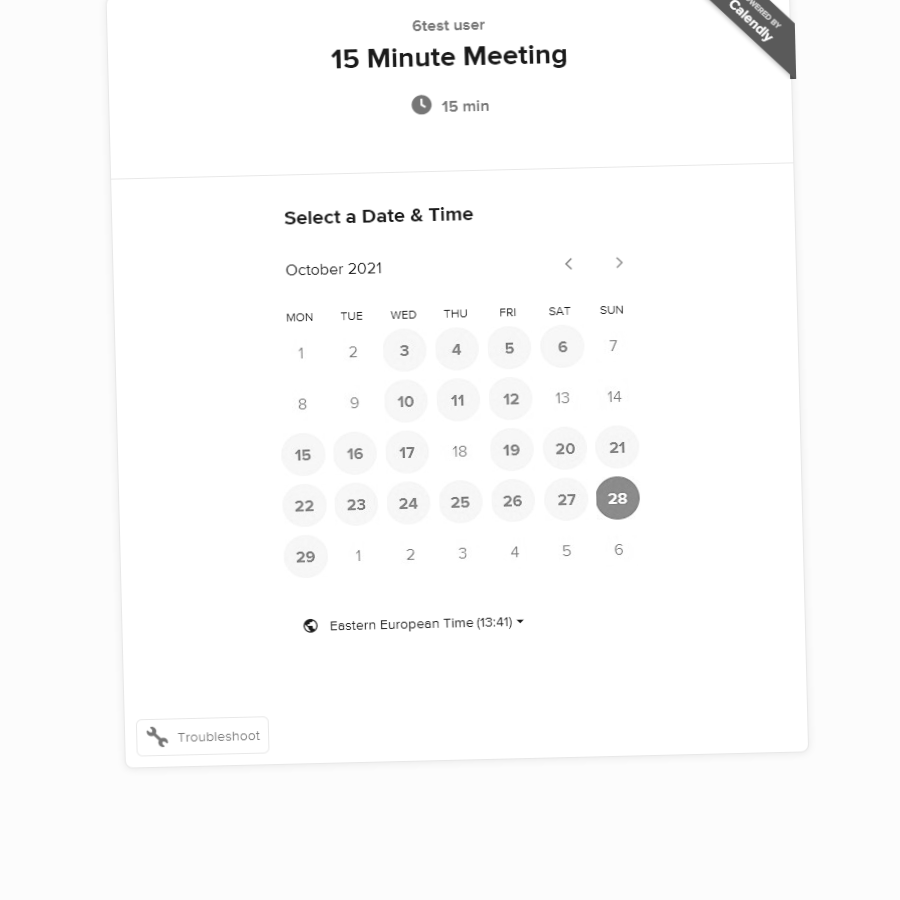 POWERED BY
Calendly
6test user
15 Minute Meeting
15 min
Select a Date & Time
October 2021
MON TUE WED THU FRI SAT SUN
1 2 3 4 5 6 7
8 9 10 11 12 13 14
15 16 17 18 19 20 21
22 23 24 25 26 27 28
29 1 2 3 4 5 6
Eastern European Time (13:41)
Troubleshoot